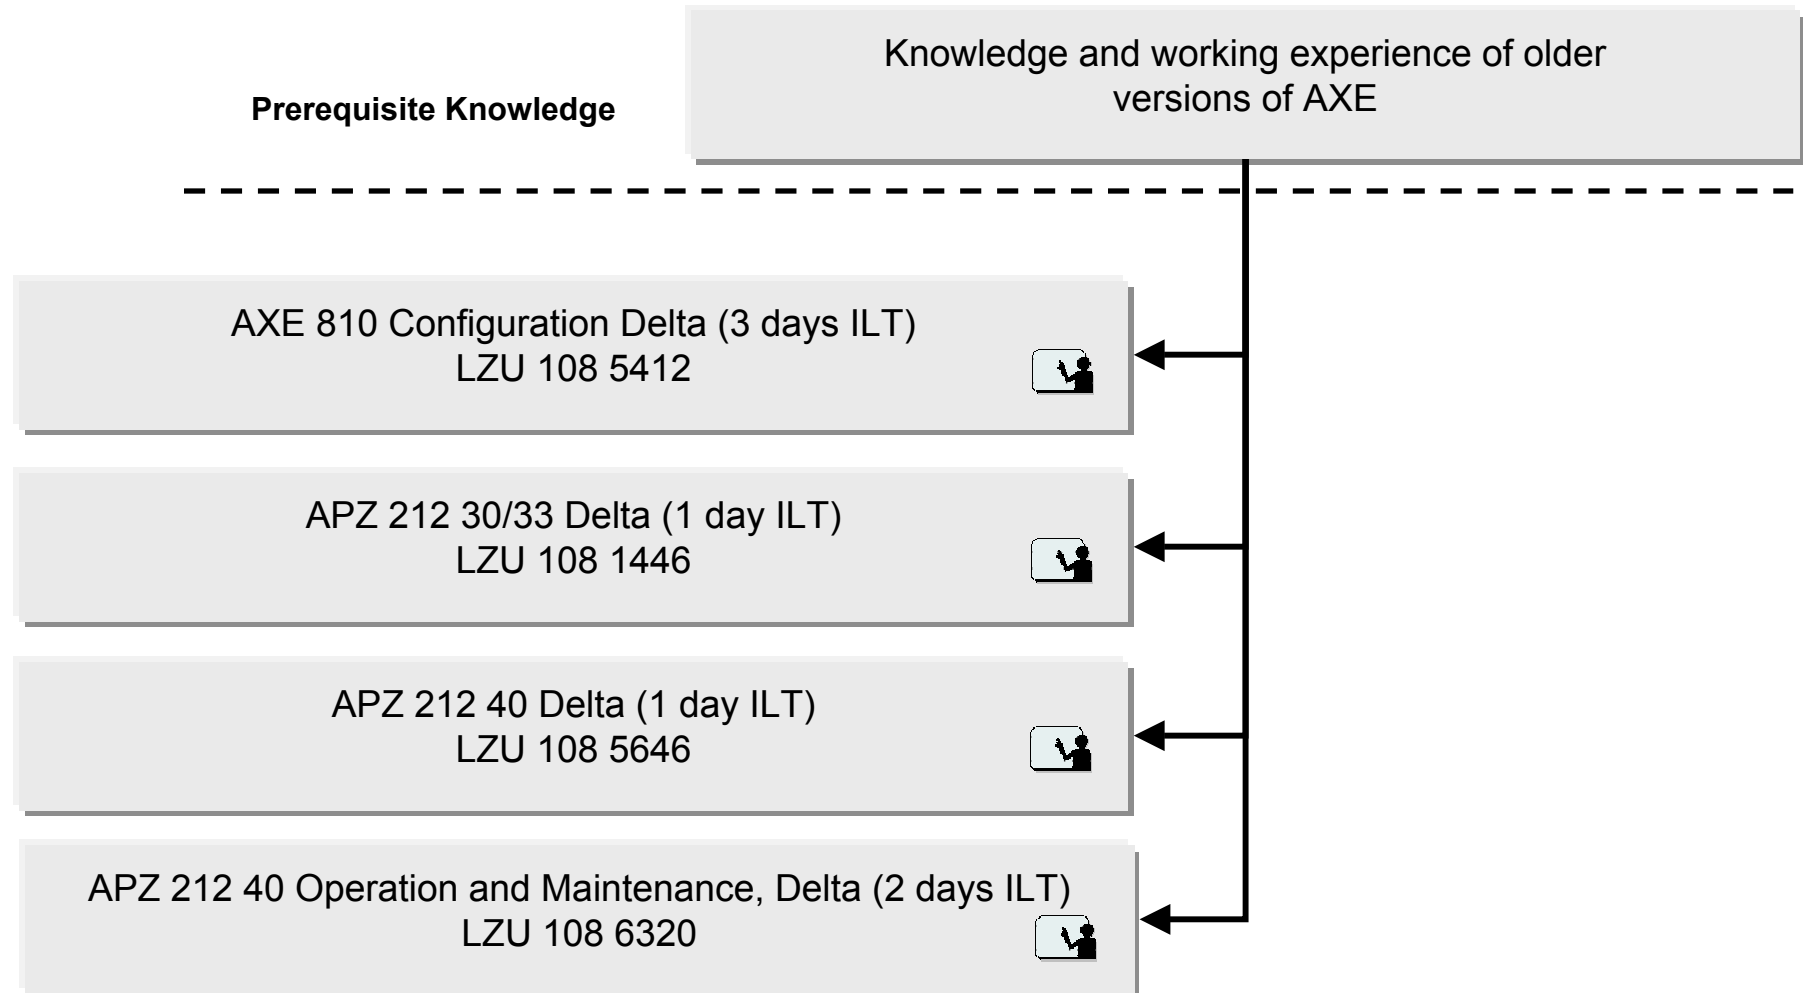 Knowledge and working experience of older
versions of AXE
Prerequisite Knowledge
AXE 810 Configuration Delta (3 days ILT)
LZU 108 5412
APZ 212 30/33 Delta (1 day ILT)
LZU 108 1446
APZ 212 40 Delta (1 day ILT)
LZU 108 5646
APZ 212 40 Operation and Maintenance, Delta (2 days ILT)
LZU 108 6320